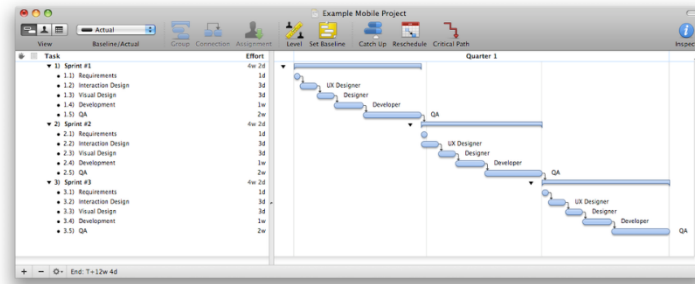 Example Mobile Project
Actual
View Baseline/Actual Group Connection Assignment Level Set Baseline Catch Up Reschedule Critical Path Inspect
Task Effort Quarter 1
1) Sprint #1 4w 2d
1.1) Requirements 1d
1.2) Interaction Design 3d UX Designer
1.3) Visual Design 3d Designer
1.4) Development 1w Developer
1.5) QA 2w QA
2) Sprint #2 4w 2d
2.1) Requirements 1d
2.2) Interaction Design 3d UX Designer
2.3) Visual Design 3d Designer
2.4) Development 1w Developer
2.5) QA 2w QA
3) Sprint #3 4w 2d
3.1) Requirements 1d
3.2) Interaction Design 3d UX Designer
3.3) Visual Design 3d Designer
3.4) Development 1w Developer
3.5) QA 2w QA
End: T+12w 4d